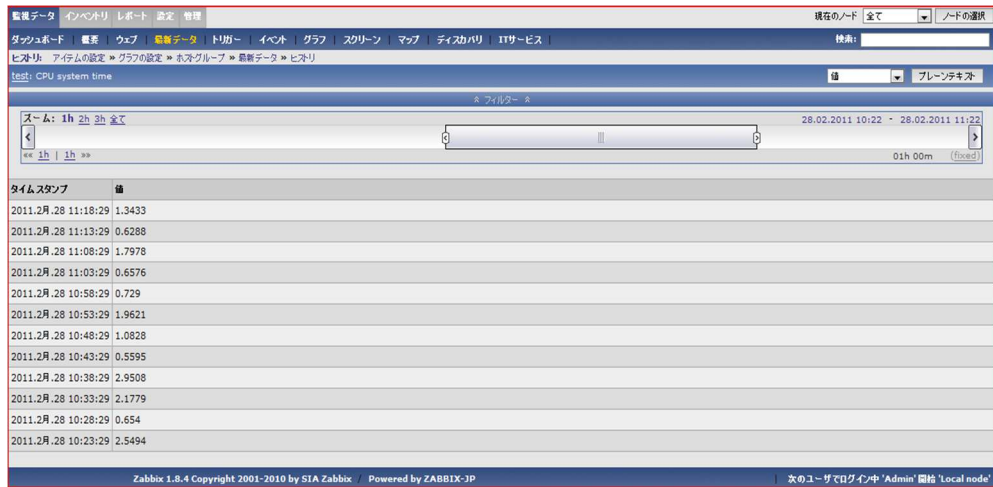 監視データ インベントリ レポート 設定 管理 現在のノード 全て ノードの選択
ダッシュボード | 概要 | ウェブ | 最新データ | トリガー | イベント | グラフ | スクリーン | マップ | ディスカバリ | ITサービス | 検索:
ヒストリ: アイテムの設定 » グラフの設定 » ホストグループ » 最新データ » ヒストリ
test: CPU system time 値 プレーンテキスト
フィルター
ズーム: 1h 2h 3h 全て 28.02.2011 10:22 - 28.02.2011 11:22
«« 1h | 1h »» 01h 00m (fixed)
タイムスタンプ 値
2011.2月.28 11:18:29 1.3433
2011.2月.28 11:13:29 0.6288
2011.2月.28 11:08:29 1.7978
2011.2月.28 11:03:29 0.6576
2011.2月.28 10:58:29 0.729
2011.2月.28 10:53:29 1.9621
2011.2月.28 10:48:29 1.0828
2011.2月.28 10:43:29 0.5595
2011.2月.28 10:38:29 2.9508
2011.2月.28 10:33:29 2.1779
2011.2月.28 10:28:29 0.654
2011.2月.28 10:23:29 2.5494
Zabbix 1.8.4 Copyright 2001-2010 by SIA Zabbix / Powered by ZABBIX-JP | 次のユーザでログイン中 'Admin' 開始 'Local node'